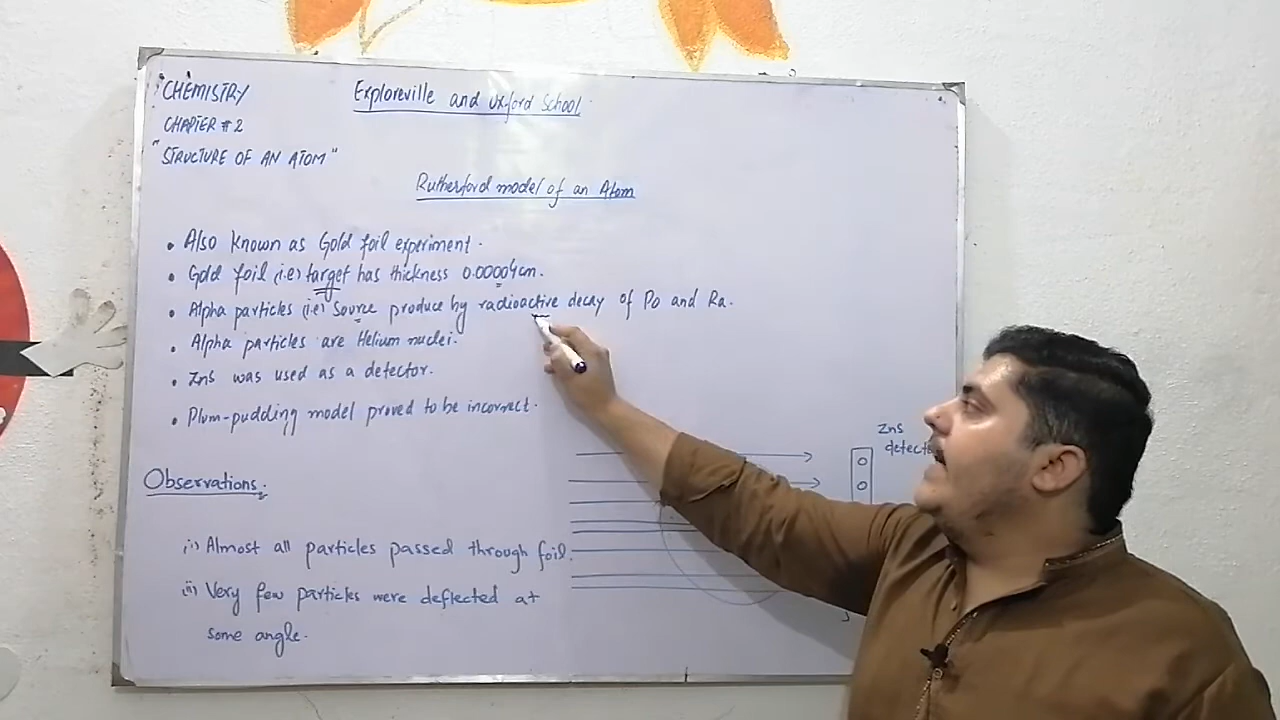 CHEMISTRY
Exploreville and Oxford School.
CHAPTER # 2
"STRUCTURE OF AN ATOM"
Rutherford model of an Atom
• Also known as Gold foil experiment.
• Gold foil (i.e) target has thickness 0.00004cm.
• Alpha particles (i.e) Source produce by radioactive decay of Po and Ra.
• Alpha particles are Helium nuclei.
• ZnS was used as a detector.
• Plum-pudding model proved to be incorrect.
ZnS
Observations:
i) Almost all particles passed through foil.
ii) Very few particles were deflected at
some angle.